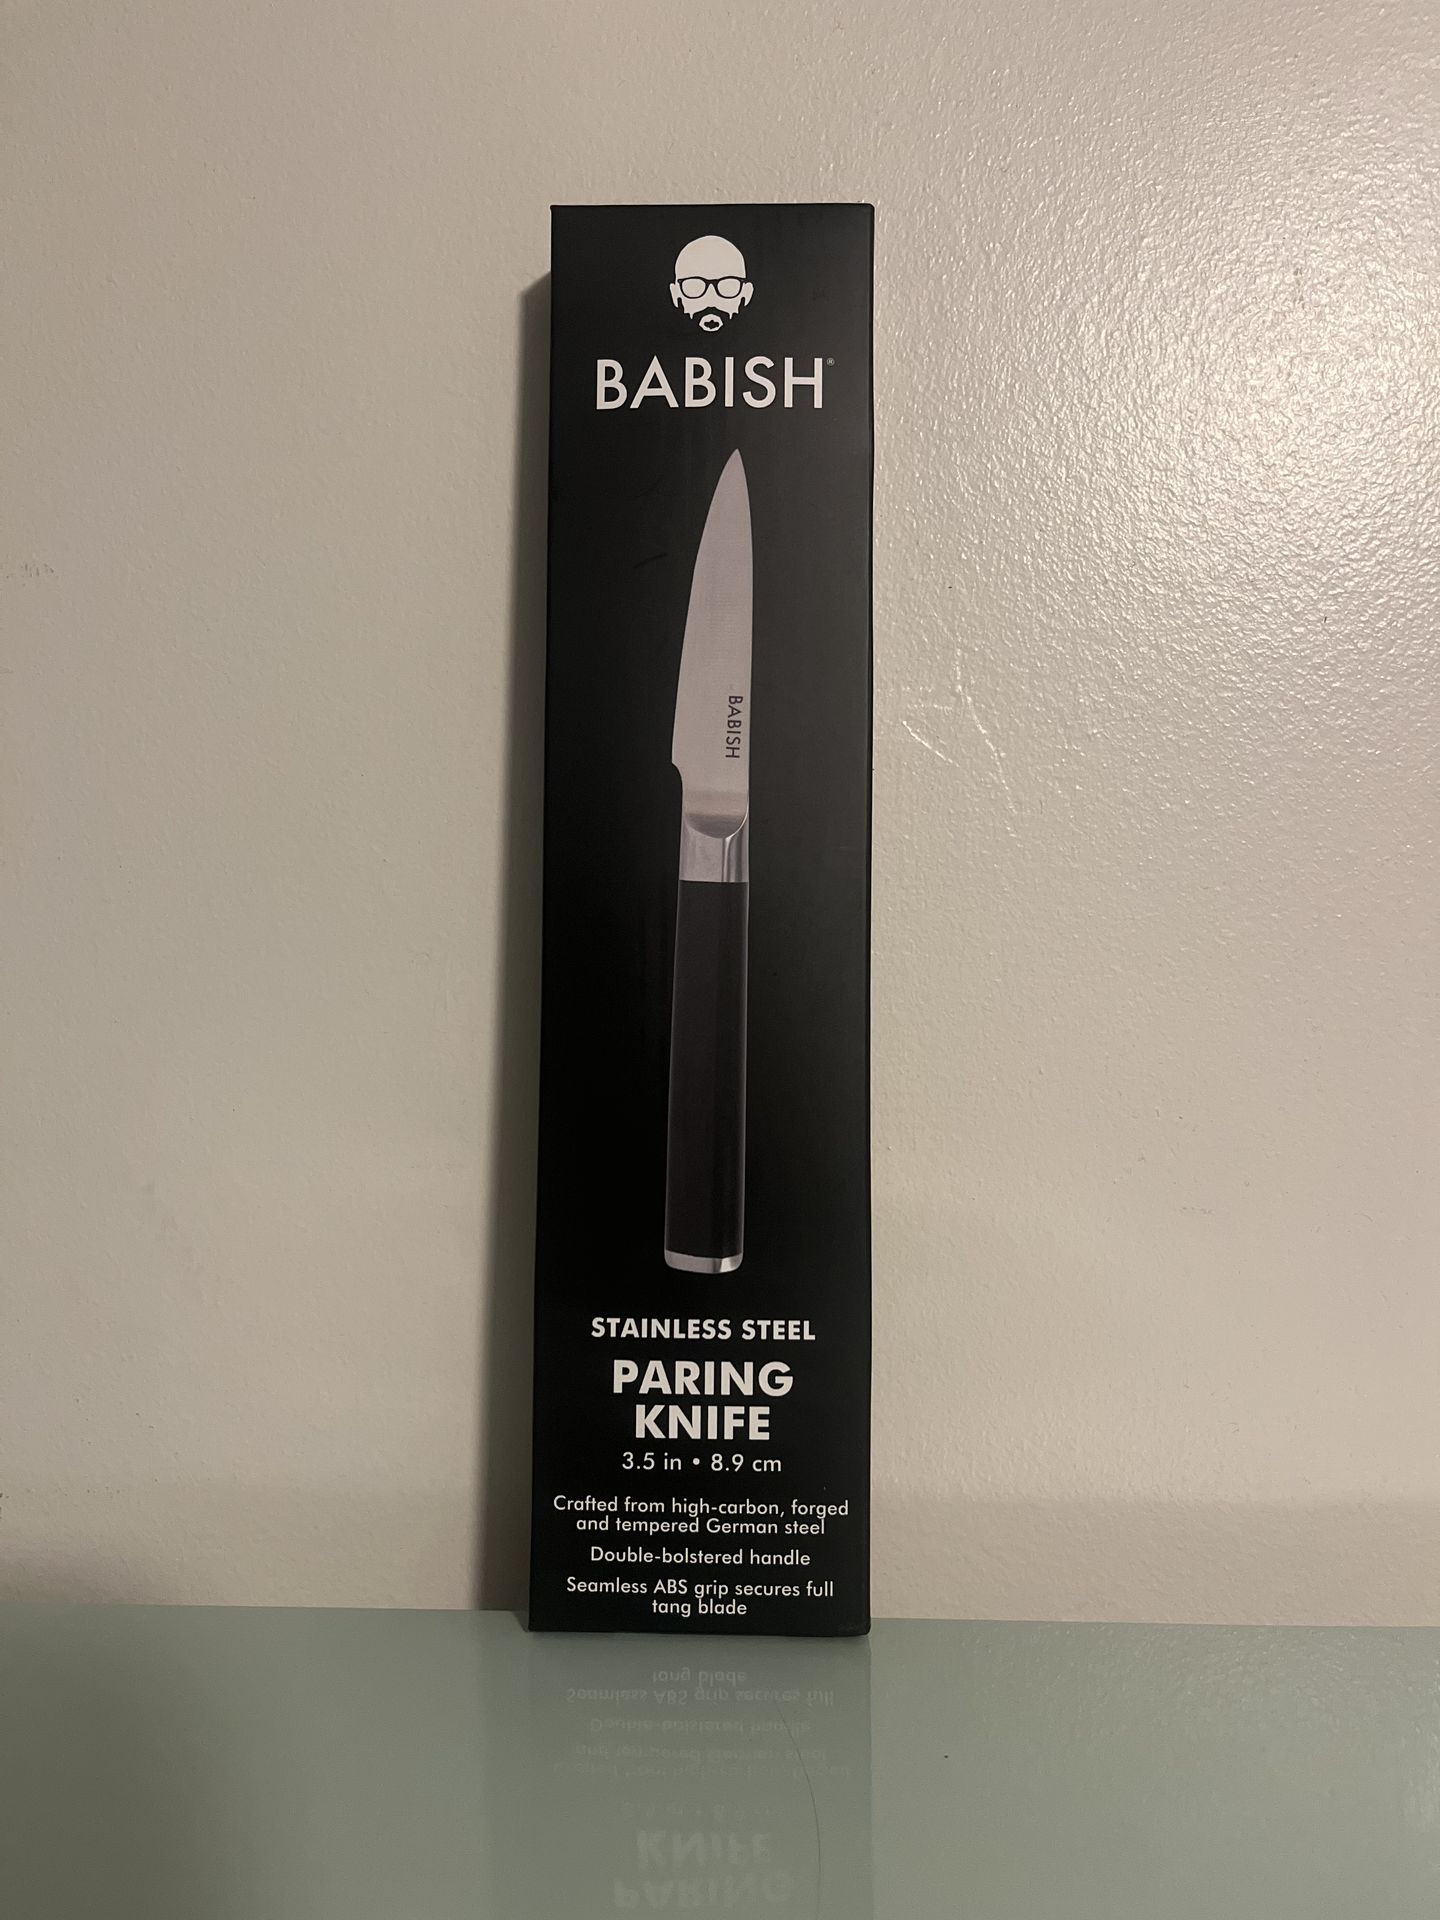 BABISH®
BABISH
STAINLESS STEEL
PARING
KNIFE
3.5 in • 8.9 cm
Crafted from high-carbon, forged
and tempered German steel
Double-bolstered handle
Seamless ABS grip secures full
tang blade